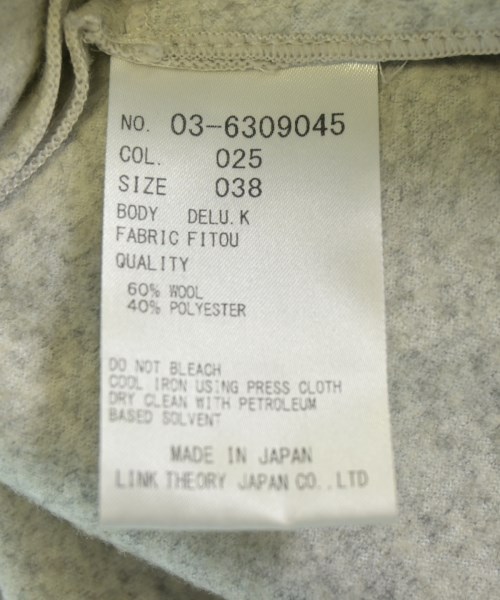 NO. 03-6309045
COL. 025
SIZE 038
BODY DELU.K
FABRIC FITOU
QUALITY
60% WOOL
40% POLYESTER
DO NOT BLEACH
COOL IRON USING PRESS CLOTH
DRY CLEAN WITH PETROLEUM
BASED SOLVENT
MADE IN JAPAN
LINK THEORY JAPAN CO.,LTD